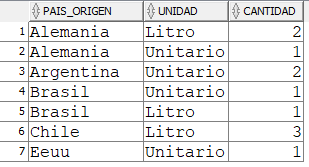 PAIS_ORIGEN UNIDAD CANTIDAD
1 Alemania Litro 2
2 Alemania Unitario 1
3 Argentina Unitario 2
4 Brasil Unitario 1
5 Brasil Litro 1
6 Chile Litro 3
7 Eeuu Unitario 1